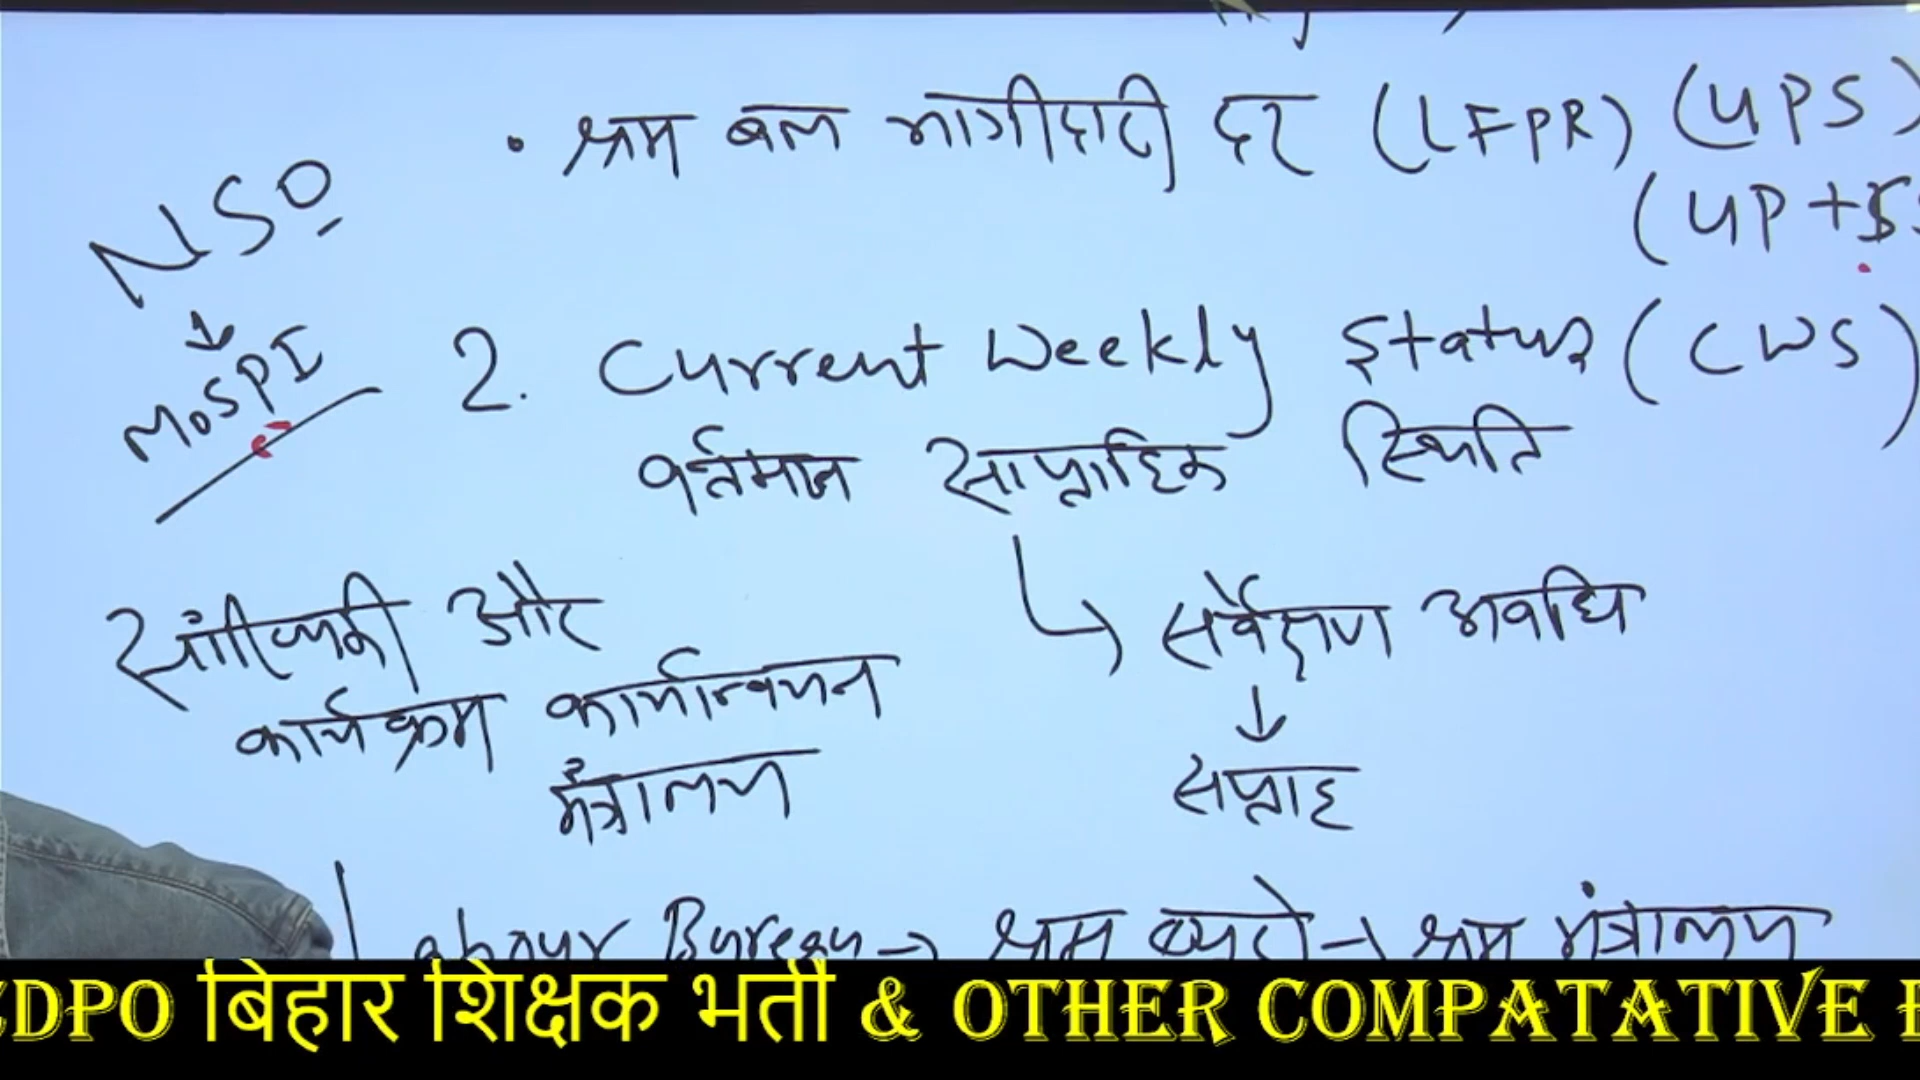 • श्रम बल भागीदारी दर (LFPR) (UPS)
(UP+SS
NSO
↓
MoSPI
2. Current Weekly Status (CWS)
वर्तमान साप्ताहिक स्थिति
↳ सर्वेक्षण अवधि
↓
सप्ताह
सांख्यिकी और
कार्यक्रम कार्यान्वयन
मंत्रालय
Labour Bureau → श्रम ब्यूरो → श्रम मंत्रालय
CDPO बिहार शिक्षक भर्ती & OTHER COMPATATIVE E